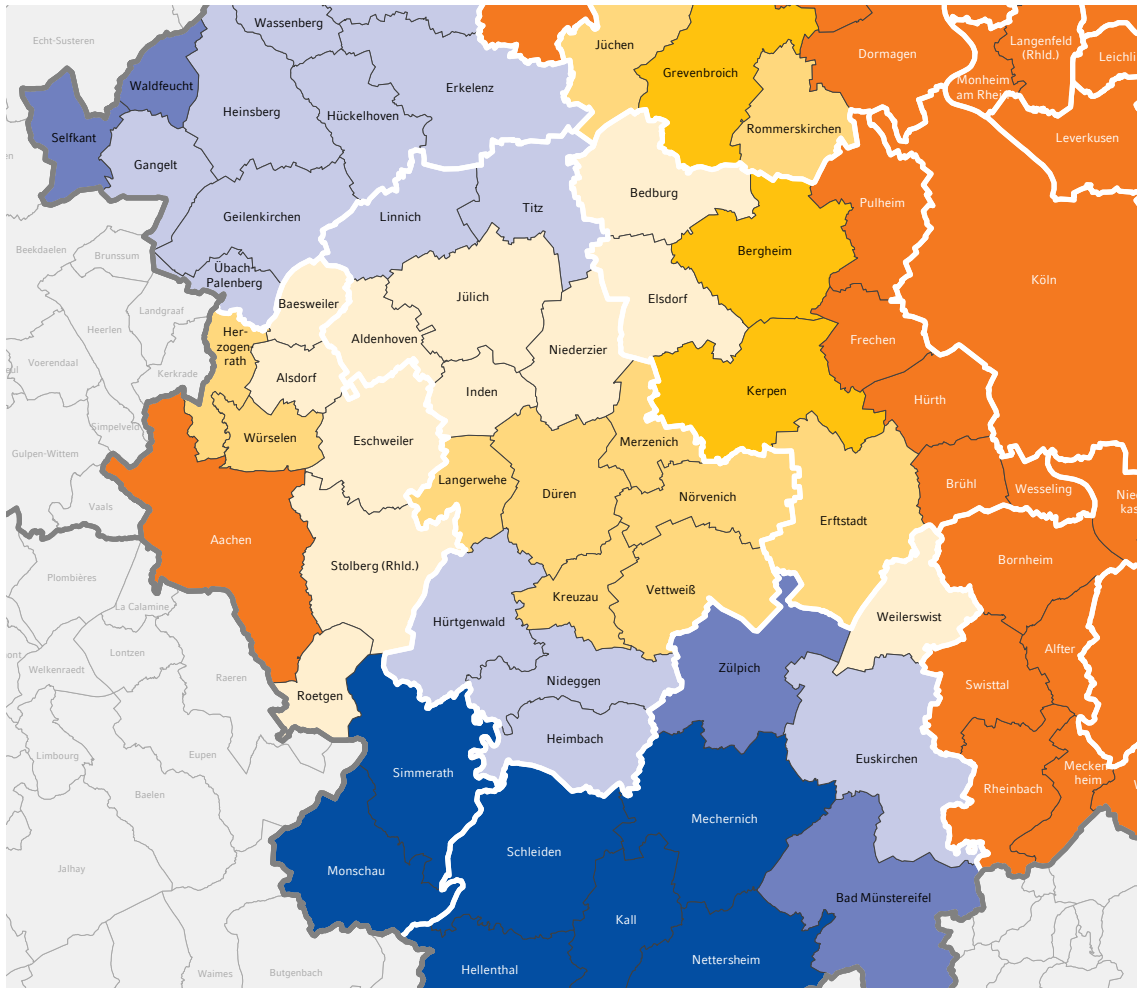 Wassenberg
Echt-Susteren
Jüchen
Dormagen
Langenfeld
(Rhld.)
Grevenbroich
Waldfeucht
Erkelenz
Monheim
Heinsberg
Hückelhoven
Rommerskirchen
Selfkant
Leverkusen
Gangelt
Bedburg
Pulheim
Titz
Linnich
Geilenkirchen
Beekdaelen
Brunssum
Bergheim
Übach-
Palenberg
Köln
Jülich
Elsdorf
Baesweiler
Landgraaf
Heerlen
Her-
zogen-
rath
Aldenhoven
Frechen
Niederzier
Voerendaal
Kerkrade
Alsdorf
Inden
Kerpen
Hürth
Simpelveld
Würselen
Eschweiler
Merzenich
Gulpen-Wittem
Langerwehe
Düren
Nörvenich
Brühl
Wesseling
Vaals
Erftstadt
Aachen
Bornheim
Stolberg (Rhld.)
Plombières
Vettweiß
Kreuzau
La Calamine
Weilerswist
Hürtgenwald
Lontzen
Alfter
Welkenraedt
Zülpich
Raeren
Nideggen
Swisttal
Roetgen
Heimbach
Limbourg
Eupen
Euskirchen
Simmerath
Mecken-
heim
Rheinbach
Baelen
Mechernich
Schleiden
Jalhay
Monschau
Bad Münstereifel
Kall
Nettersheim
Hellenthal
Waimes
Butgenbach